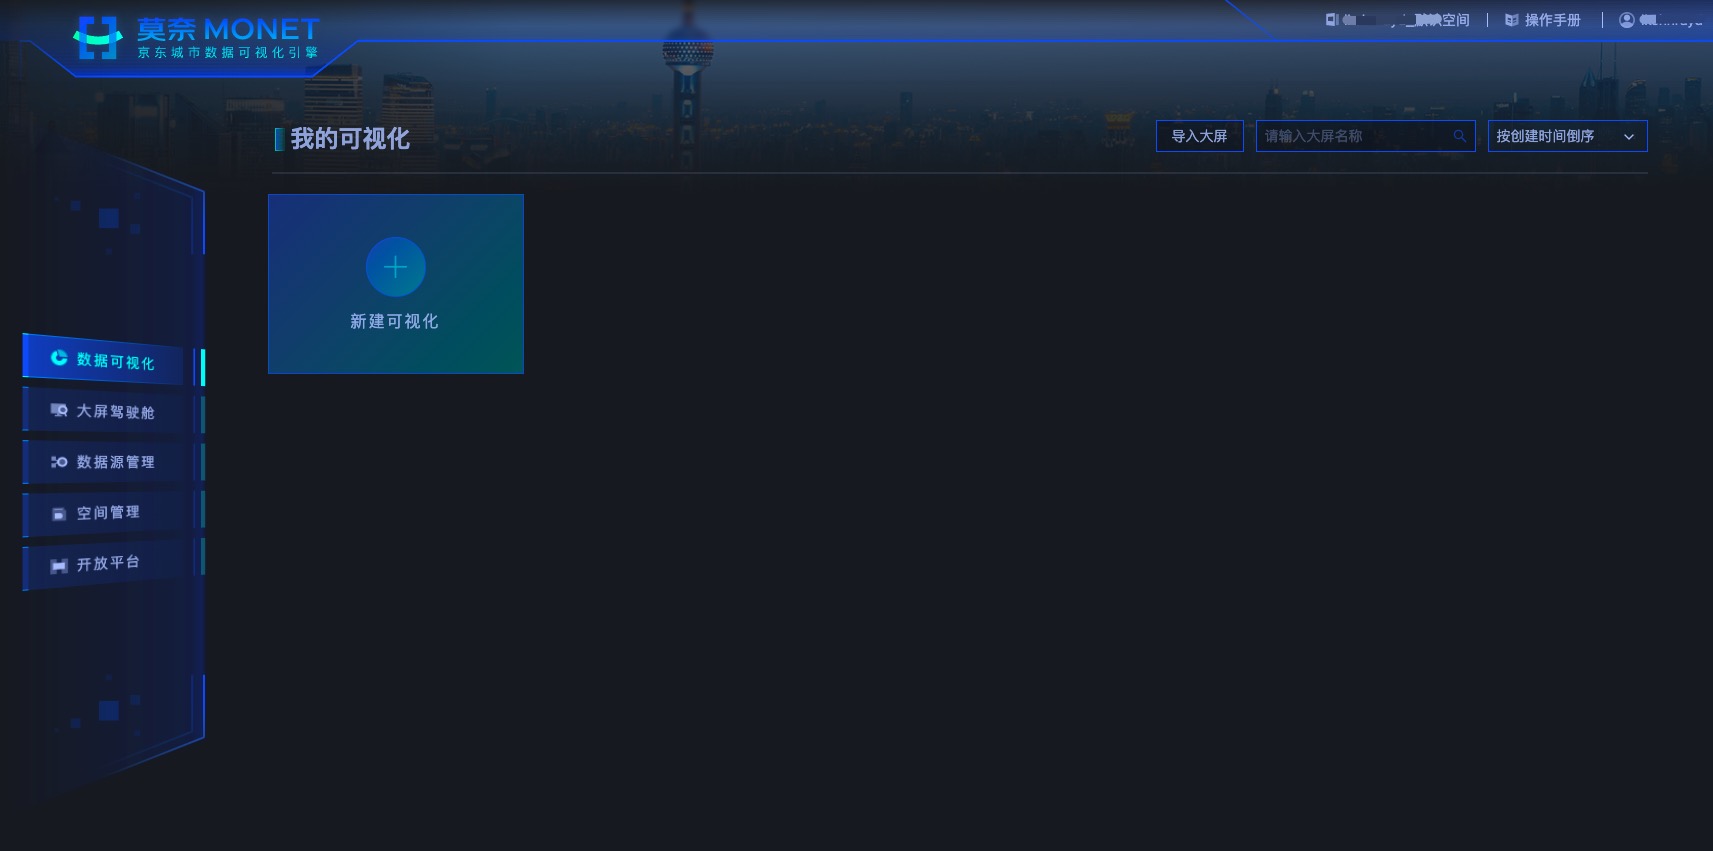 莫奈 MONET
京东城市数据可视化引擎
空间
操作手册
我的可视化
导入大屏
请输入大屏名称
按创建时间倒序
新建可视化
数据可视化
大屏驾驶舱
数据源管理
空间管理
开放平台